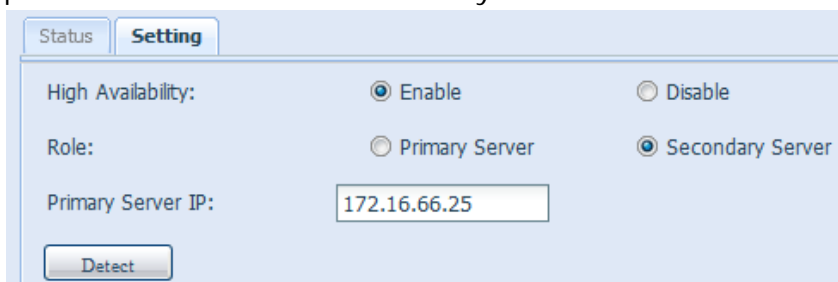 Status Setting
High Availability: Enable Disable
Role: Primary Server Secondary Server
Primary Server IP: 172.16.66.25
Detect